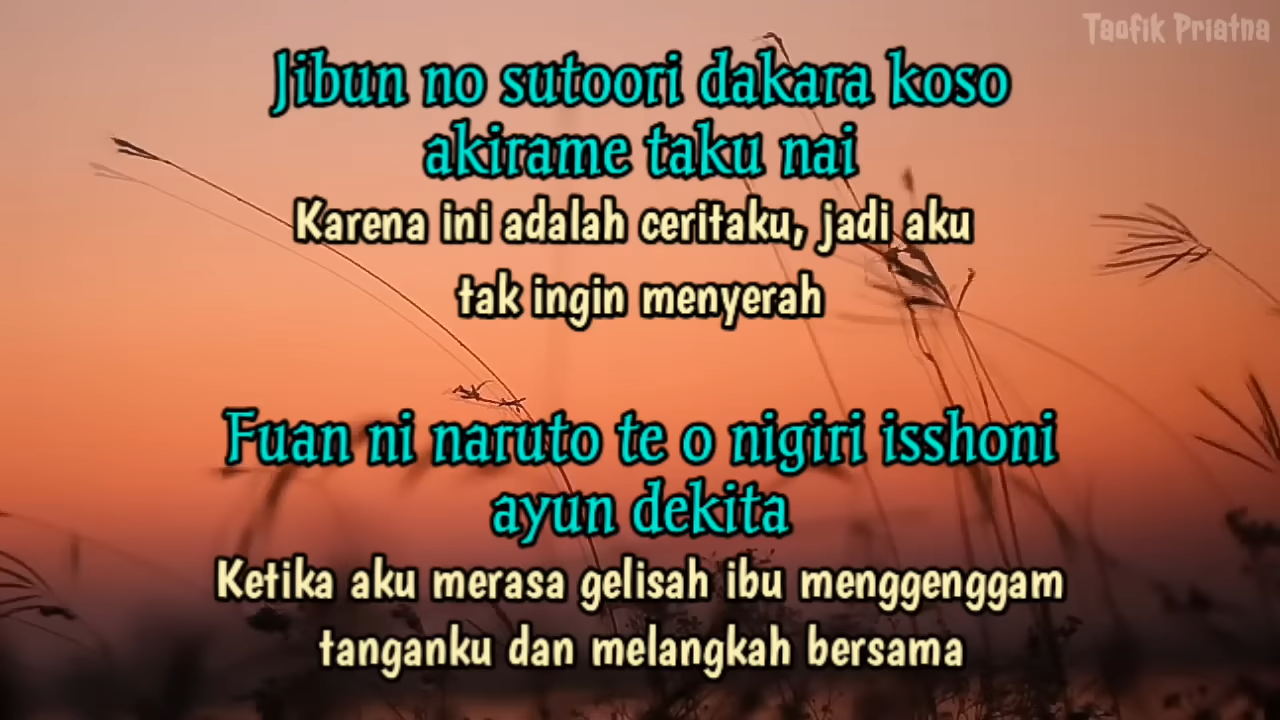 Taofik Priatna
Jibun no sutoori dakara koso
akirame taku nai
Karena ini adalah ceritaku, jadi aku
tak ingin menyerah
Fuan ni naruto te o nigiri isshoni
ayun dekita
Ketika aku merasa gelisah ibu menggenggam
tanganku dan melangkah bersama